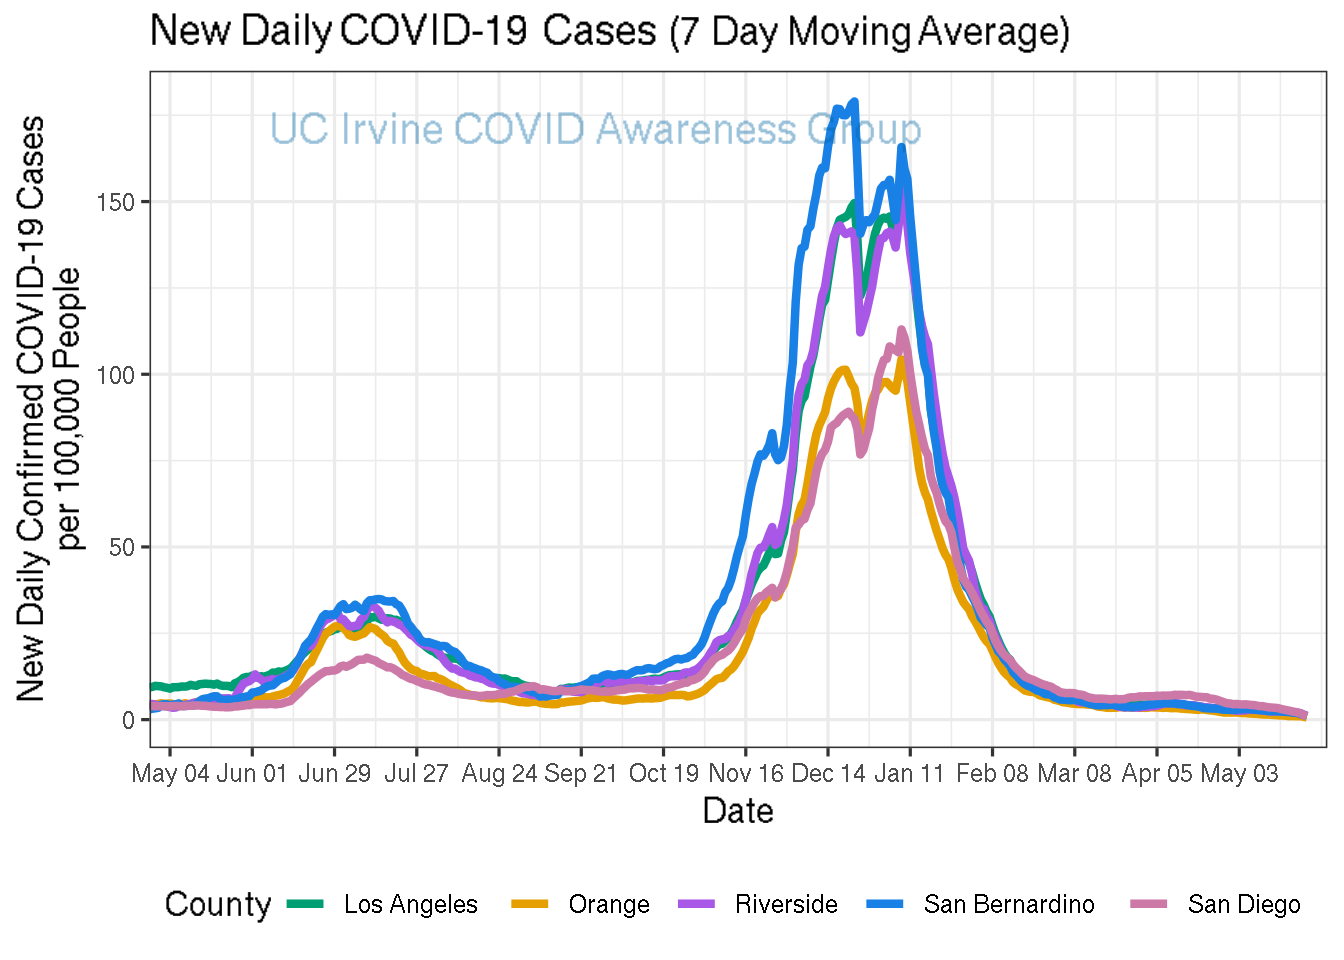 New Daily COVID-19 Cases (7 Day Moving Average)
UC Irvine COVID Awareness Group
New Daily Confirmed COVID-19 Cases
per 100,000 People
150
100
50
0
May 04 Jun 01 Jun 29 Jul 27 Aug 24 Sep 21 Oct 19 Nov 16 Dec 14 Jan 11 Feb 08 Mar 08 Apr 05 May 03
Date
County Los Angeles Orange Riverside San Bernardino San Diego